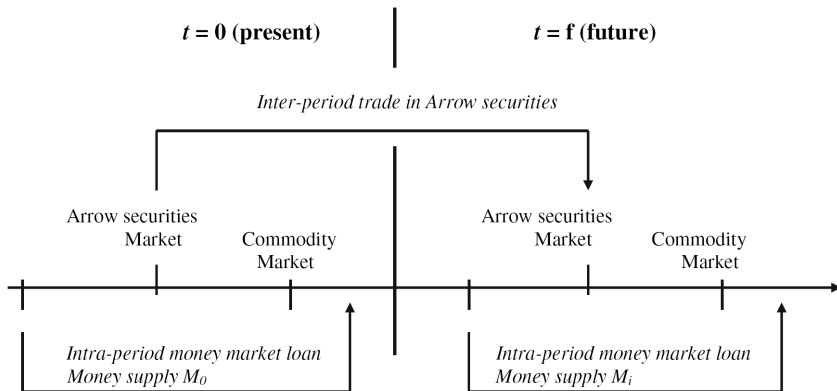 t = 0 (present)
t = f (future)
Inter-period trade in Arrow securities
Arrow securities
Market
Commodity
Market
Arrow securities
Market
Commodity
Market
Intra-period money market loan
Money supply M0
Intra-period money market loan
Money supply Mi